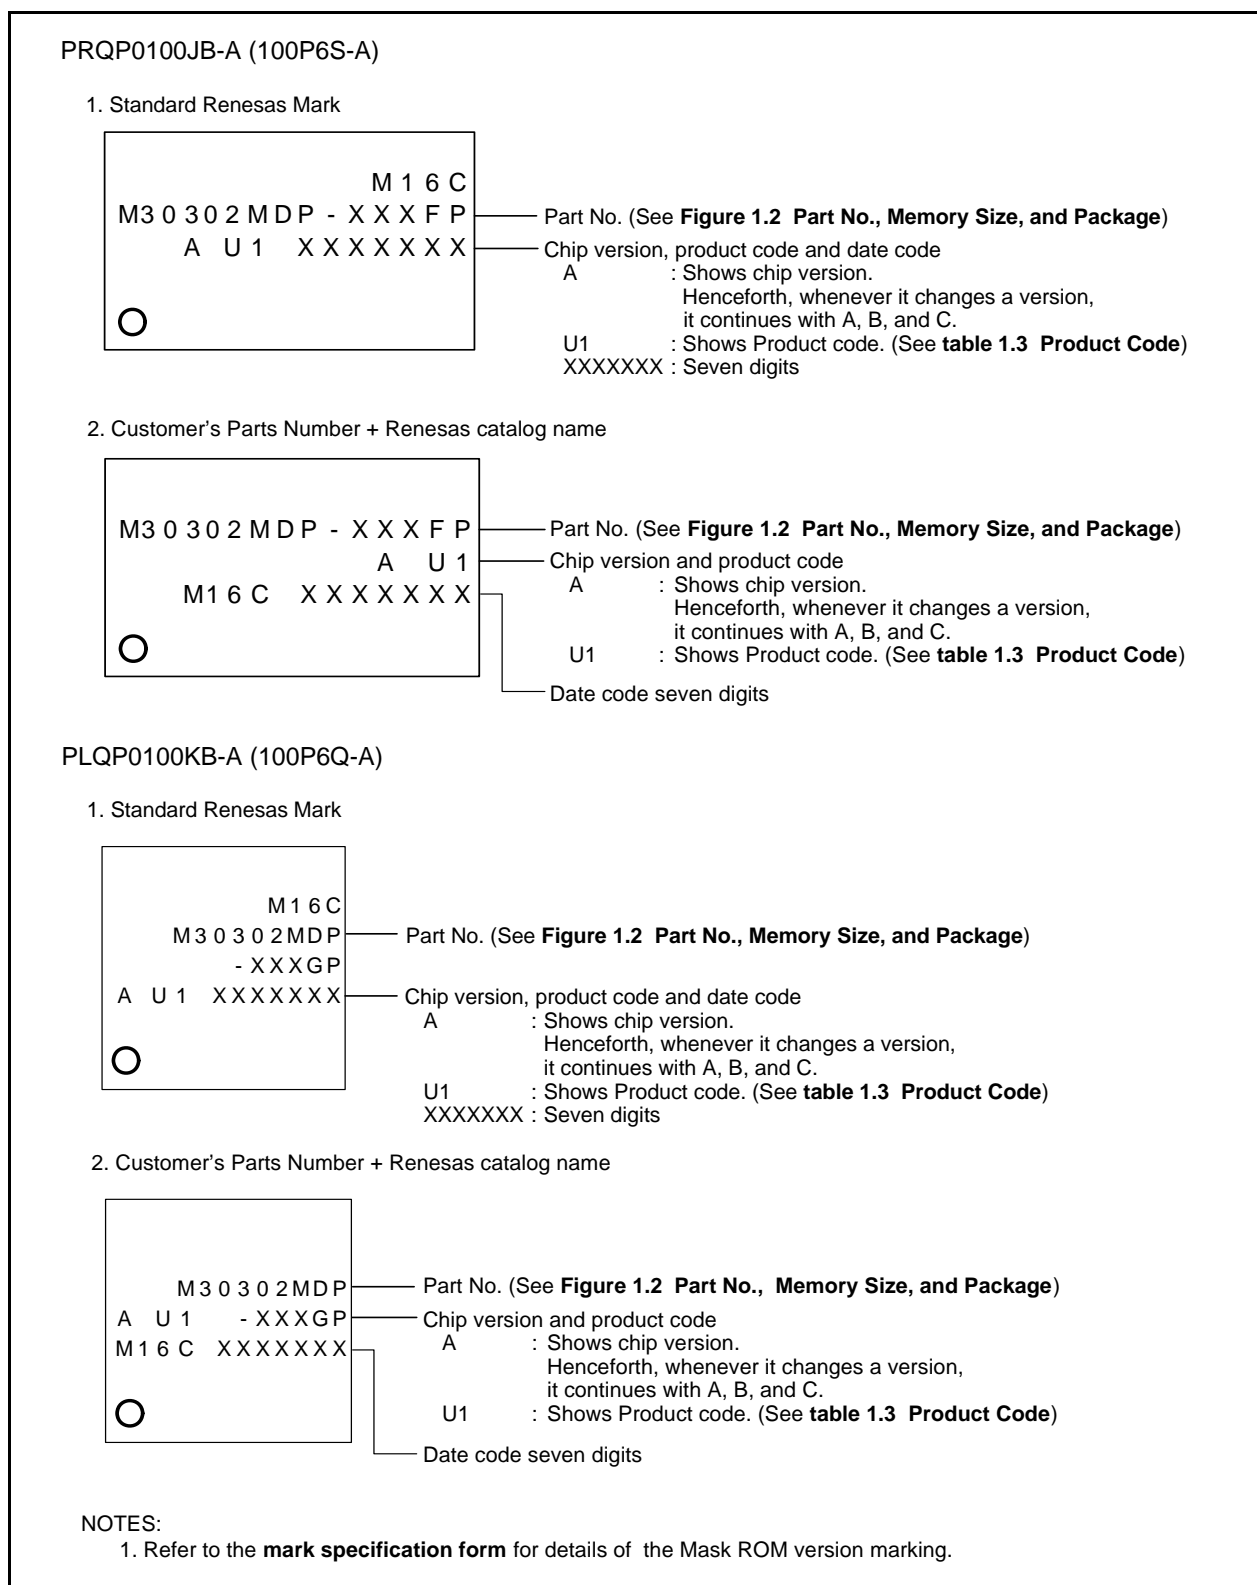 PRQP0100JB-A (100P6S-A)
1. Standard Renesas Mark
M16C
M30302MDP-XXXFP
Part No. (See Figure 1.2 Part No., Memory Size, and Package)
A U1 XXXXXXX
Chip version, product code and date code
A : Shows chip version.
Henceforth, whenever it changes a version,
it continues with A, B, and C.
U1 : Shows Product code. (See table 1.3 Product Code)
XXXXXXX : Seven digits
2. Customer's Parts Number + Renesas catalog name
M30302MDP-XXXFP
Part No. (See Figure 1.2 Part No., Memory Size, and Package)
A U1
Chip version and product code
M16C XXXXXXX
A : Shows chip version.
Henceforth, whenever it changes a version,
it continues with A, B, and C.
U1 : Shows Product code. (See table 1.3 Product Code)
Date code seven digits
PLQP0100KB-A (100P6Q-A)
1. Standard Renesas Mark
M16C
M30302MDP
Part No. (See Figure 1.2 Part No., Memory Size, and Package)
-XXXGP
A U1 XXXXXXX
Chip version, product code and date code
A : Shows chip version.
Henceforth, whenever it changes a version,
it continues with A, B, and C.
U1 : Shows Product code. (See table 1.3 Product Code)
XXXXXXX : Seven digits
2. Customer's Parts Number + Renesas catalog name
M30302MDP
Part No. (See Figure 1.2 Part No., Memory Size, and Package)
A U1 -XXXGP
Chip version and product code
M16C XXXXXXX
A : Shows chip version.
Henceforth, whenever it changes a version,
it continues with A, B, and C.
U1 : Shows Product code. (See table 1.3 Product Code)
Date code seven digits
NOTES:
1. Refer to the mark specification form for details of the Mask ROM version marking.